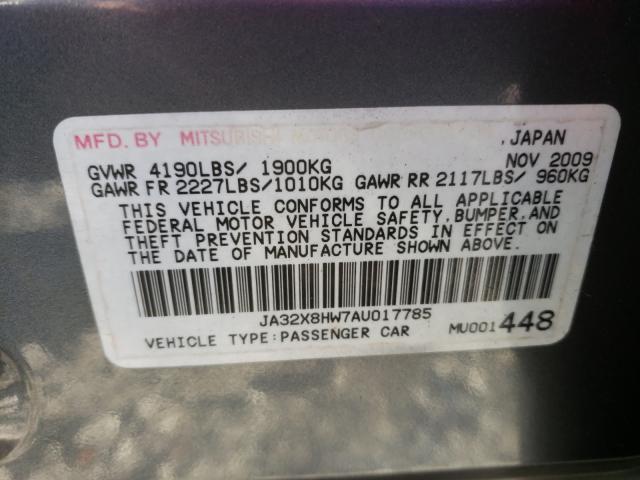 MFD. BY MITSUBISHI
, JAPAN
GVWR 4190LBS/ 1900KG NOV 2009
GAWR FR 2227LBS/1010KG GAWR RR 2117LBS/ 960KG
THIS VEHICLE CONFORMS TO ALL APPLICABLE
FEDERAL MOTOR VEHICLE SAFETY, BUMPER, AND
THEFT PREVENTION STANDARDS IN EFFECT ON
THE DATE OF MANUFACTURE SHOWN ABOVE.
JA32X8HW7AU017785
VEHICLE TYPE:PASSENGER CAR MU001448